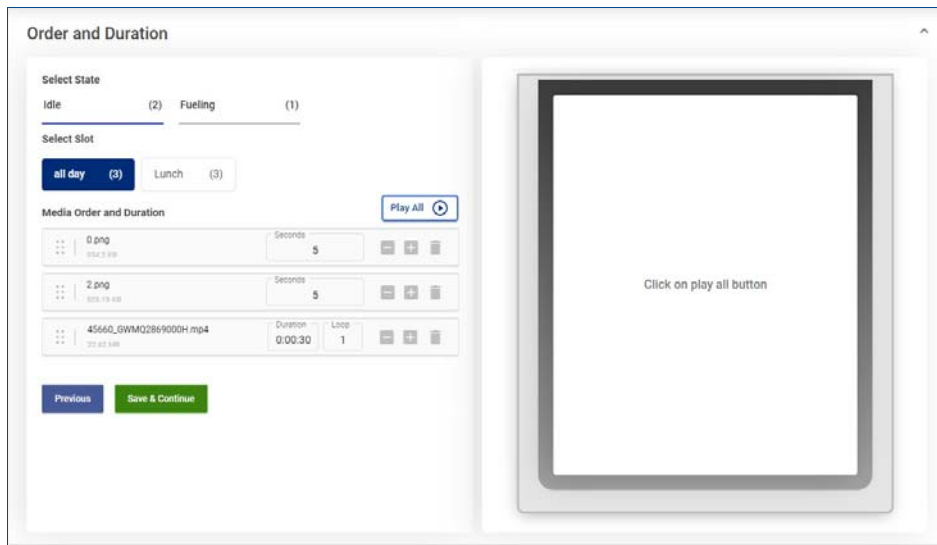 Order and Duration
Select State
Idle (2) Fueling (1)
Select Slot
all day (3) Lunch (3)
Media Order and Duration
Play All
0.png
Seconds
5
2.png
Seconds
5
45660_GWMQ2869000H.mp4
Duration
0:00:30
Loop
1
Previous
Save & Continue
Click on play all button